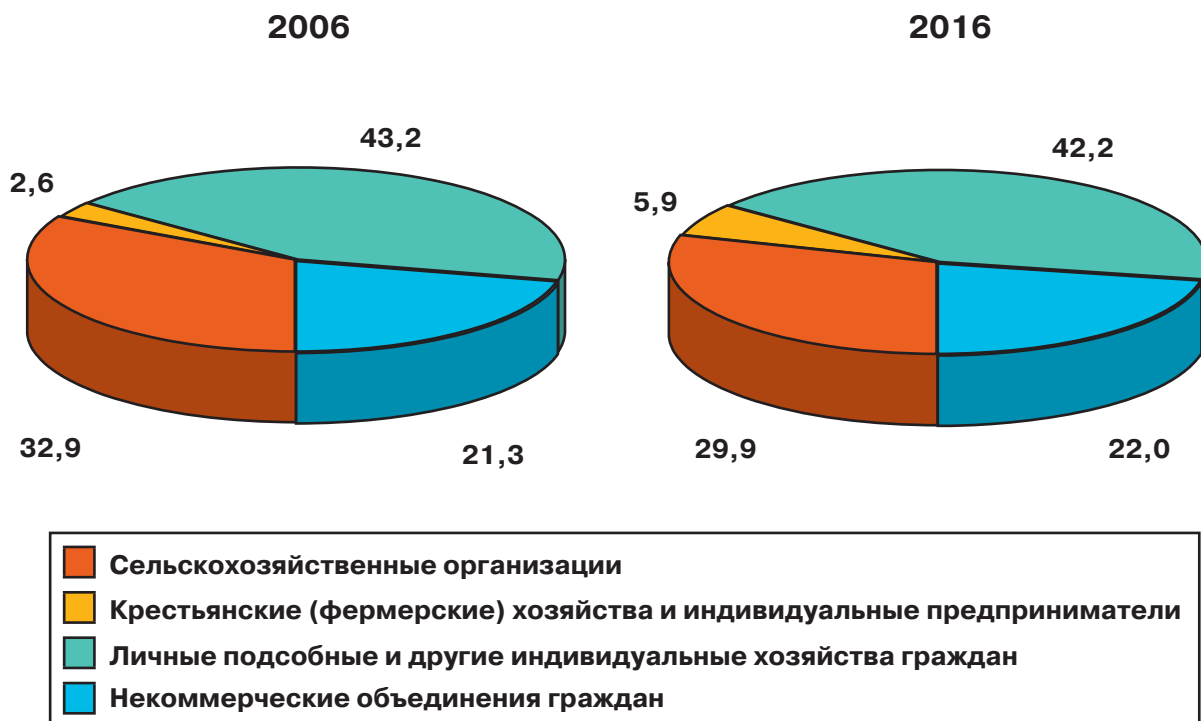 2006
2016
43,2
42,2
2,6
5,9
32,9
21,3
29,9
22,0
Сельскохозяйственные организации
Крестьянские (фермерские) хозяйства и индивидуальные предприниматели
Личные подсобные и другие индивидуальные хозяйства граждан
Некоммерческие объединения граждан